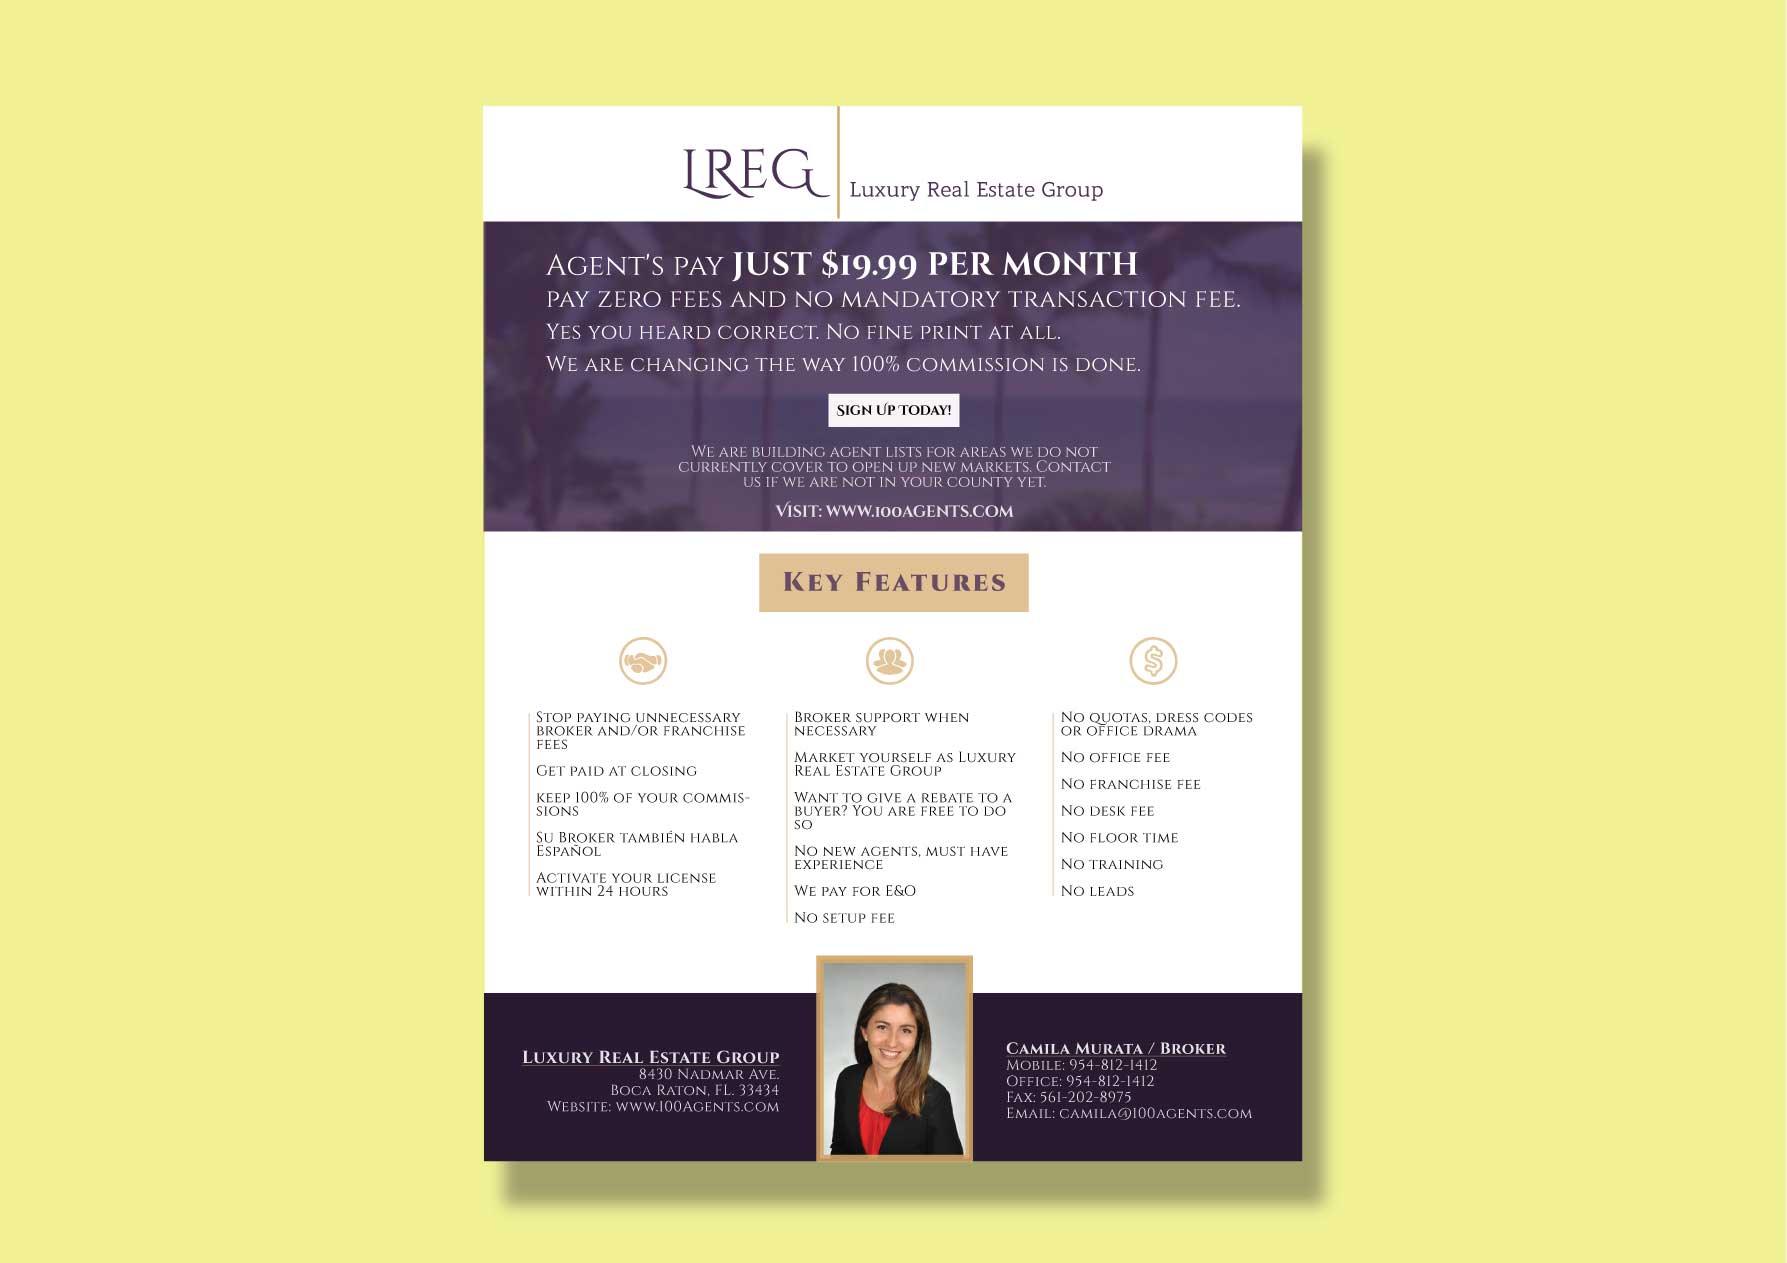 LREG
Luxury Real Estate Group
Agent's pay JUST $19.99 PER MONTH
pay zero fees and no mandatory transaction fee.
Yes you heard correct. No fine print at all.
We are changing the way 100% commission is done.
Sign Up Today!
We are building agent lists for areas we do not
currently cover to open up new markets. Contact
us if we are not in your county yet.
Visit: www.100agents.com
Key Features
Stop paying unnecessary
broker and/or franchise
fees
Get paid at closing
keep 100% of your commis-
sions
Su Broker también habla
Español
Activate your license
within 24 hours
Broker support when
necessary
Market yourself as Luxury
Real Estate Group
Want to give a rebate to a
buyer? You are free to do
so
No new agents, must have
experience
We pay for E&O
No setup fee
No quotas, dress codes
or office drama
No office fee
No franchise fee
No desk fee
No floor time
No training
No leads
Luxury Real Estate Group
8430 Nadmar Ave.
Boca Raton, FL. 33434
Website: www.100Agents.com
Camila Murata / Broker
Mobile: 954-812-1412
Office: 954-812-1412
Fax: 561-202-8975
Email: camila@100agents.com